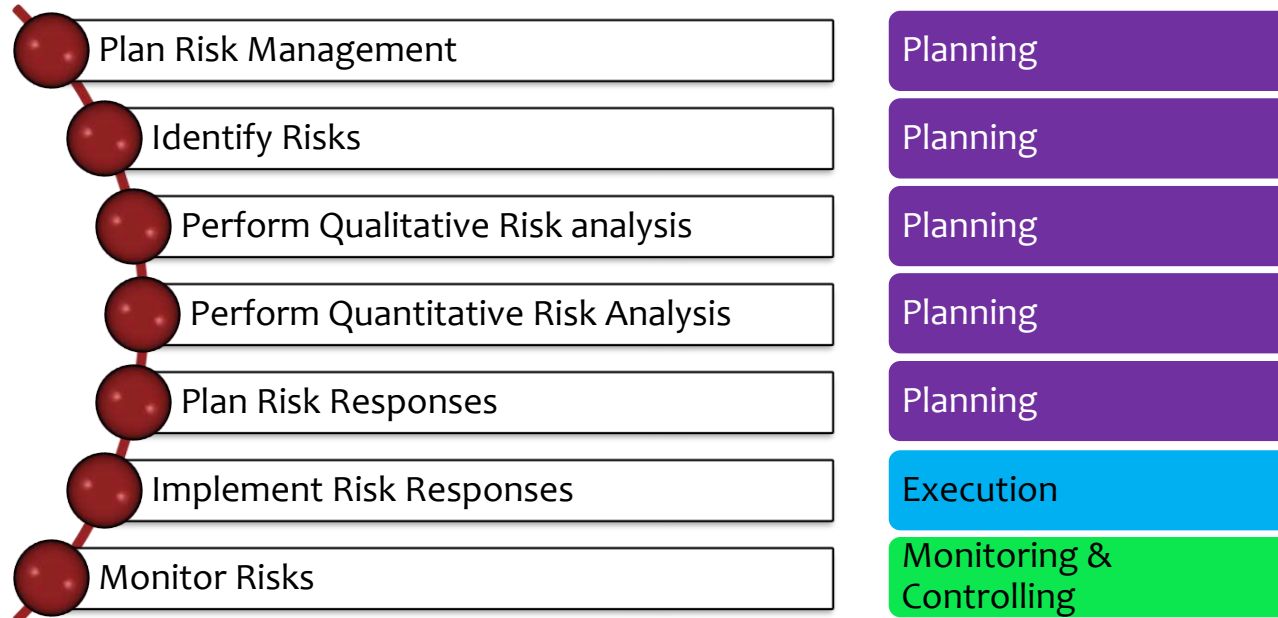 Plan Risk Management
Planning
Identify Risks
Planning
Perform Qualitative Risk analysis
Planning
Perform Quantitative Risk Analysis
Planning
Plan Risk Responses
Planning
Implement Risk Responses
Execution
Monitor Risks
Monitoring &
Controlling